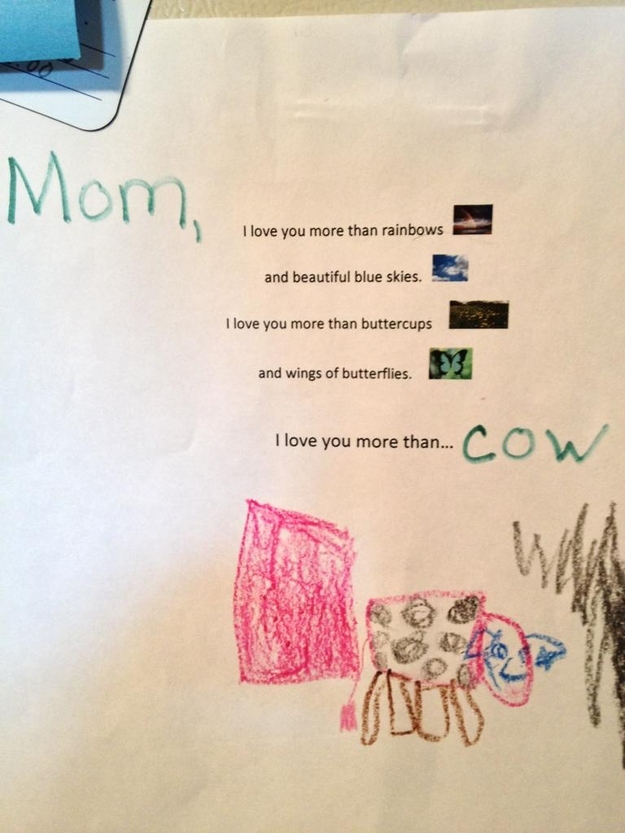 Mom,
I love you more than rainbows
and beautiful blue skies.
I love you more than buttercups
and wings of butterflies.
I love you more than... cow